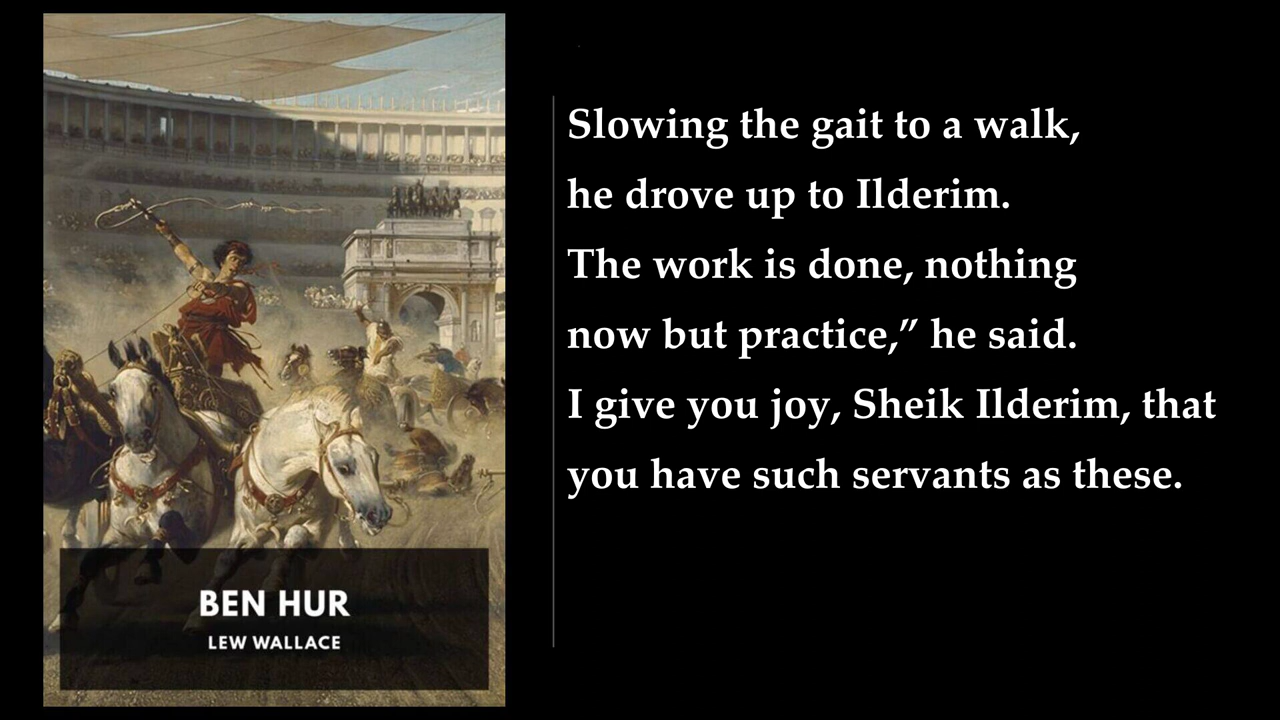 BEN HUR
LEW WALLACE
Slowing the gait to a walk,
he drove up to Ilderim.
The work is done, nothing
now but practice,” he said.
I give you joy, Sheik Ilderim, that
you have such servants as these.